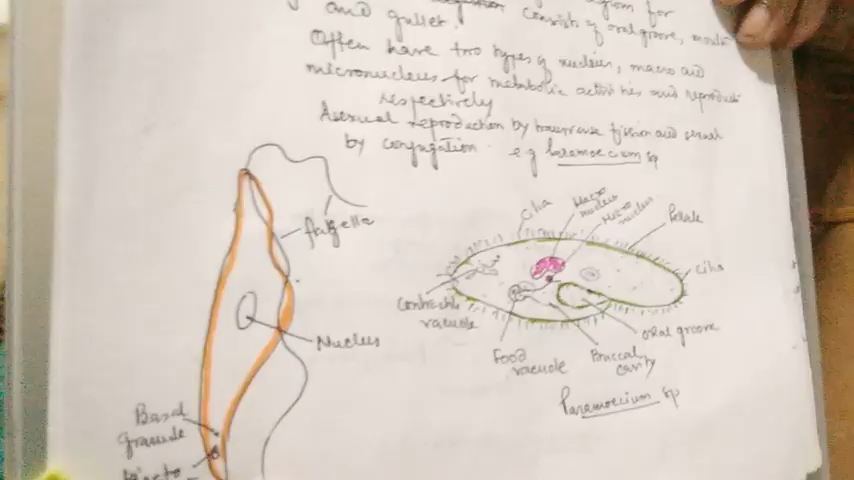 consists of oral groove, mouth
and gullet.
Often have two types of nucleus, macro and
micronucleus for metabolic activities and reproducti
respectively
Asexual reproduction by transverse fission and sexual
by conjugation. e.g Paramoecium sp
flagella
Nucleus
Basal
granule
Cilia
Macro
nucleus
Micro
nucleus
Pellicle
Cilia
Contractile
vacuole
Oral groove
Food
vacuole
Buccal
cavity
Paramoecium sp